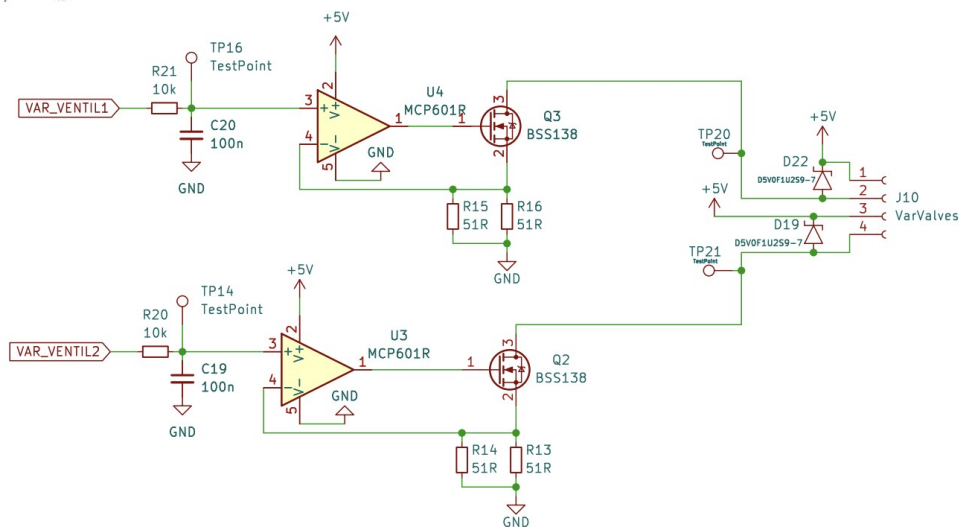 +5V
TP16
TestPoint
R21
10k
VAR_VENTIL1
C20
100n
GND
3
+
2
V+
4
V-
5
1
U4
MCP601R
GND
1
3
2
Q3
BSS138
R15
51R
R16
51R
GND
TP20
TestPoint
+5V
D22
D5V0F1U2S9-7
+5V
D19
D5V0F1U2S9-7
1
2
3
4
J10
VarValves
TP21
TestPoint
+5V
TP14
TestPoint
R20
10k
VAR_VENTIL2
C19
100n
GND
3
+
2
V+
4
V-
5
1
U3
MCP601R
GND
1
3
2
Q2
BSS138
R14
51R
R13
51R
GND